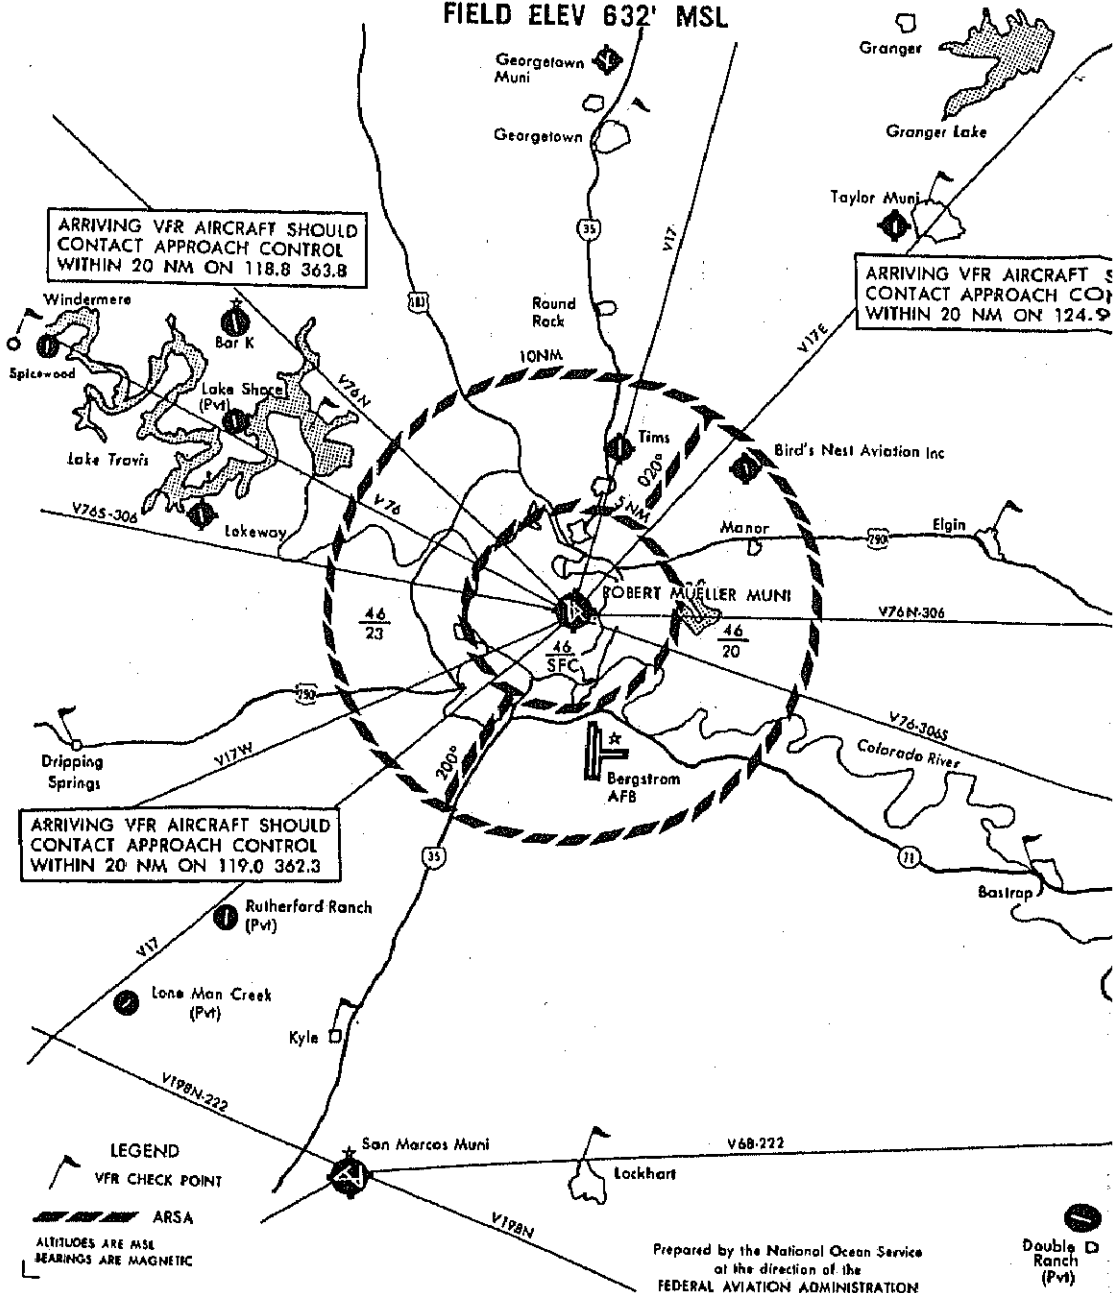 FIELD ELEV 632' MSL
Granger
Georgetown
Muni
Georgetown
Granger Lake
Taylor Muni
ARRIVING VFR AIRCRAFT SHOULD
CONTACT APPROACH CONTROL
WITHIN 20 NM ON 118.8 363.8
35
V17
ARRIVING VFR AIRCRAFT S
CONTACT APPROACH CON
WITHIN 20 NM ON 124.9
Windermere
Bar K
183
Round
Rock
V17E
10NM
Spicewood
Lake Shore
(Pvt)
V76N
Lake Travis
Tims
Bird's Nest Aviation Inc
020°
V76S-306
V76
5 NM
Lakeway
Manor
290
Elgin
ROBERT MUELLER MUNI
V76N-306
46
23
46
SFC
46
20
290
V76-306S
Dripping
Springs
V17W
200°
Bergstrom
AFB
Colorado River
ARRIVING VFR AIRCRAFT SHOULD
CONTACT APPROACH CONTROL
WITHIN 20 NM ON 119.0 362.3
35
71
Bastrop
Rutherford Ranch
(Pvt)
V17
Lone Man Creek
(Pvt)
Kyle
V198N-222
San Marcos Muni
V68-222
Lockhart
V198N
LEGEND
VFR CHECK POINT
ARSA
ALTITUDES ARE MSL
BEARINGS ARE MAGNETIC
Prepared by the National Ocean Service
at the direction of the
FEDERAL AVIATION ADMINISTRATION
Double
Ranch
(Pvt)